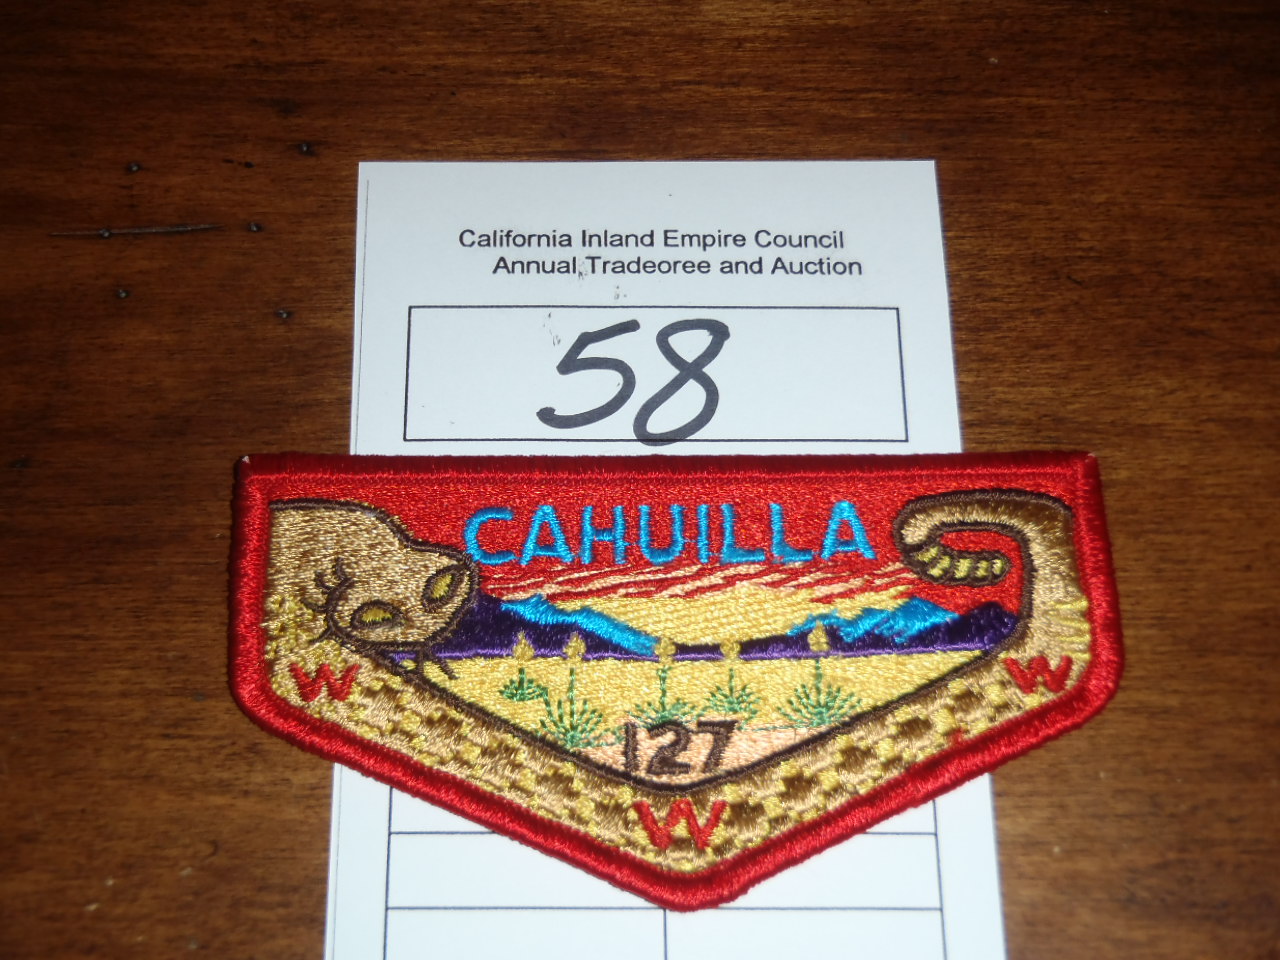 California Inland Empire Council
Annual Tradeoree and Auction
58
CAHUILLA
W W
127
W